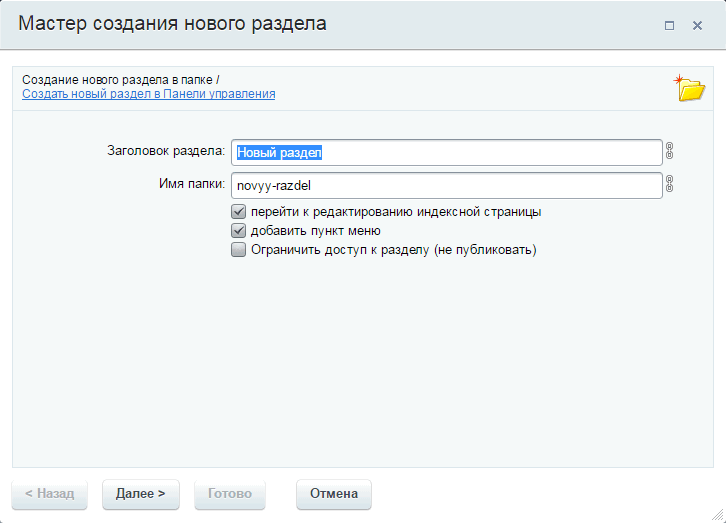 Мастер создания нового раздела
Создание нового раздела в папке /
Создать новый раздел в Панели управления
Заголовок раздела: Новый раздел
Имя папки: novyy-razdel
перейти к редактированию индексной страницы
добавить пункт меню
Ограничить доступ к разделу (не публиковать)
< Назад Далее > Готово Отмена